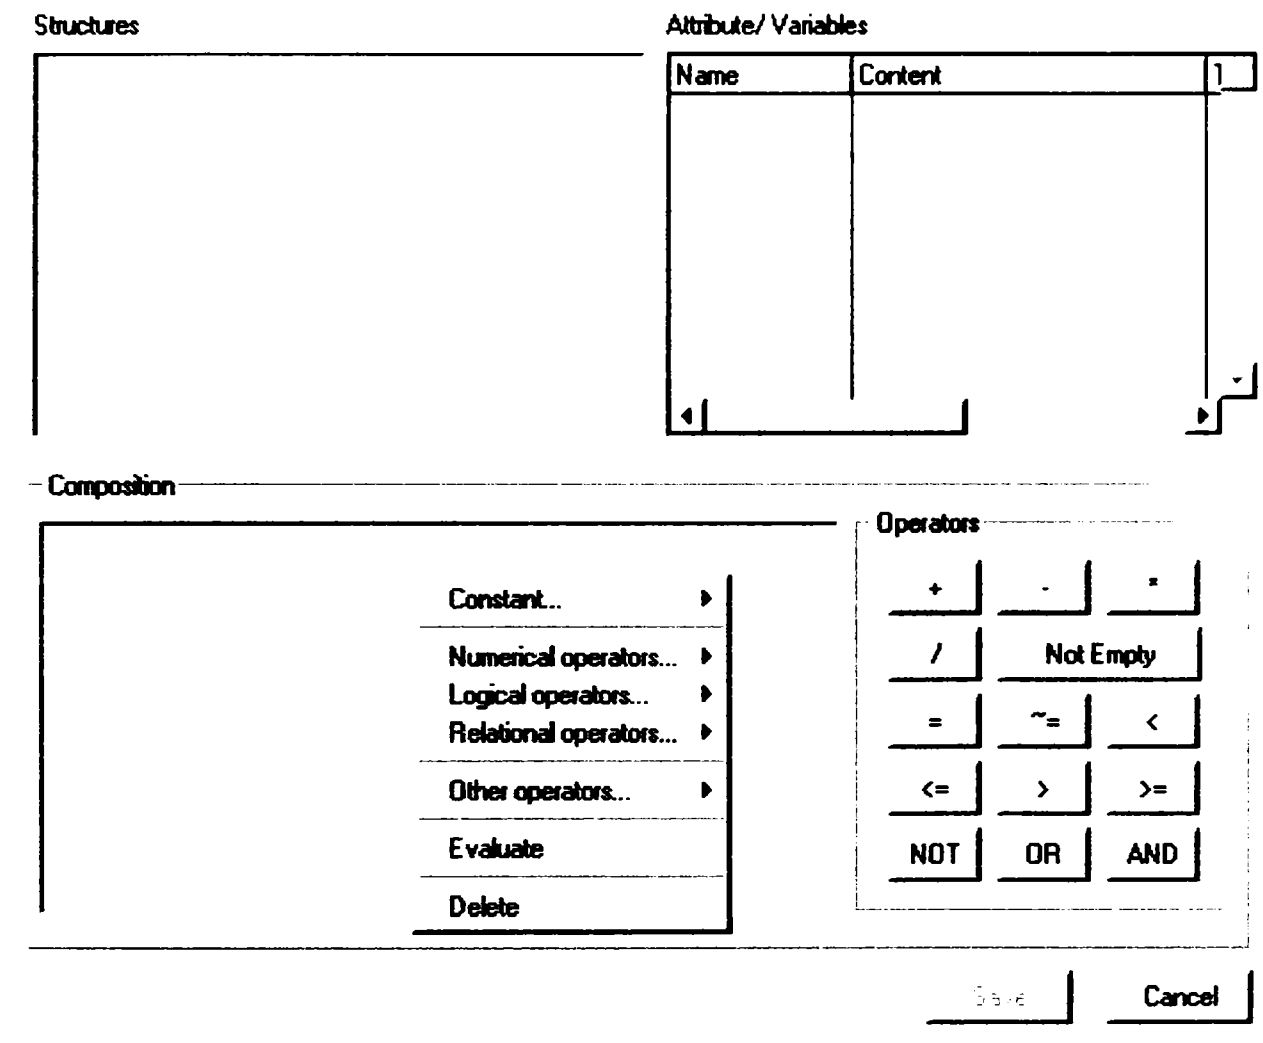 Structures
Attribute/ Variables
Name Content
Composition
Operators
Constant...
Numerical operators...
Logical operators...
Relational operators...
Other operators...
Evaluate
Delete
+ - *
/ Not Empty
= ~= <
<= > >=
NOT OR AND
Save Cancel